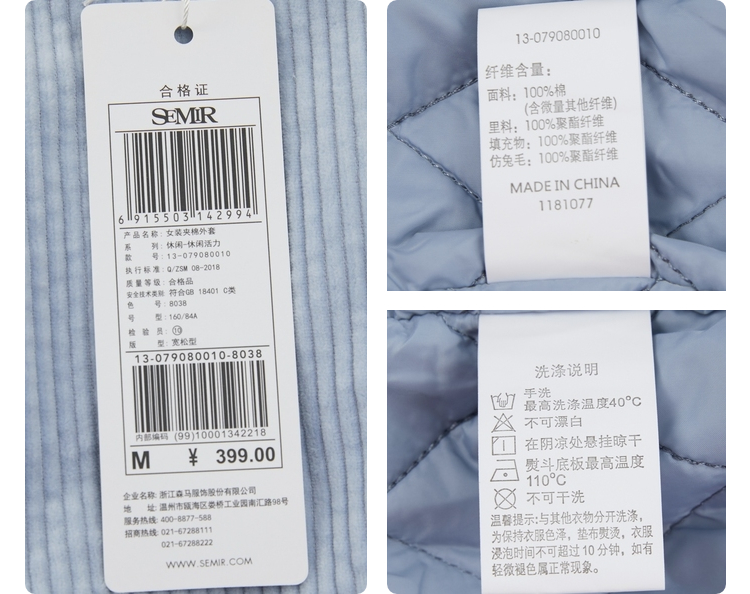 合格证
SEMIR
6 915503 142994
产品名称: 女装夹棉外套
系 列: 休闲-休闲活力
款 号: 13-079080010
执行标准: Q/ZSM 08-2018
质量等级: 合格品
安全技术类别: 符合GB 18401 C类
色 号: 8038
号 型: 160/84A
检 验 员: ⑩
版 型: 宽松型
13-079080010-8038
内部编码 (99)10001342218
M ¥ 399.00
企业名称: 浙江森马服饰股份有限公司
地 址: 温州市瓯海区娄桥工业园南汇路98号
服务热线: 400-8877-588
招商热线: 021-67288111
021-67288222
WWW.SEMIR.COM
13-079080010
纤维含量:
面料: 100%棉
(含微量其他纤维)
里料: 100%聚酯纤维
填充物: 100%聚酯纤维
仿兔毛: 100%聚酯纤维
MADE IN CHINA
1181077
洗涤说明
手洗
最高洗涤温度40°C
不可漂白
在阴凉处悬挂晾干
熨斗底板最高温度
110°C
不可干洗
温馨提示:与其他衣物分开洗涤,
为保持衣服色泽, 垫布熨烫, 衣服
浸泡时间不可超过10分钟, 如有
轻微褪色属正常现象。